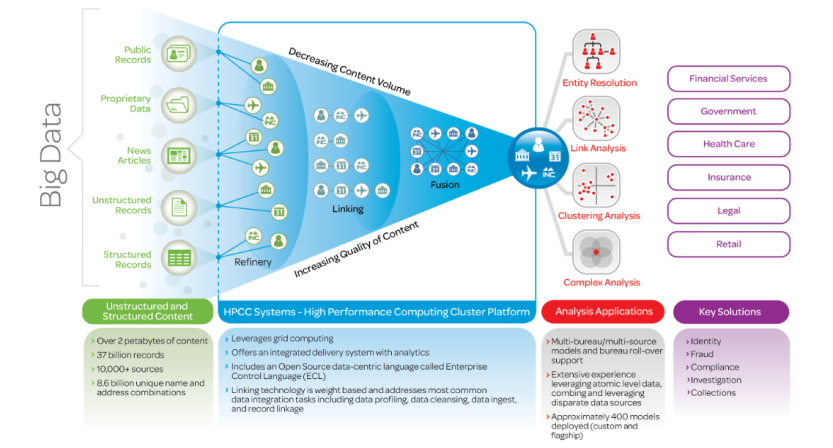 Big Data
Public
Records
Proprietary
Data
News
Articles
Unstructured
Records
Structured
Records
Decreasing Content Volume
Increasing Quality of Content
Refinery
Linking
Fusion
31
31
INC
Entity Resolution
Link Analysis
Clustering Analysis
Complex Analysis
Financial Services
Government
Health Care
Insurance
Legal
Retail
Unstructured and
Structured Content
› Over 2 petabytes of content
› 37 billion records
› 10,000+ sources
› 8.6 billion unique name and
address combinations
HPCC Systems - High Performance Computing Cluster Platform
› Leverages grid computing
› Offers an integrated delivery system with analytics
› Includes an Open Source data-centric language called Enterprise
Control Language (ECL)
› Linking technology is weight based and addresses most common
data integration tasks including data profiling, data cleansing, data ingest,
and record linkage
Analysis Applications
› Multi-bureau/multi-source
models and bureau roll-over
support
› Extensive experience
leveraging atomic level data,
combing and leveraging
disparate data sources
› Approximately 400 models
deployed (custom and
flagship)
Key Solutions
› Identity
› Fraud
› Compliance
› Investigation
› Collections